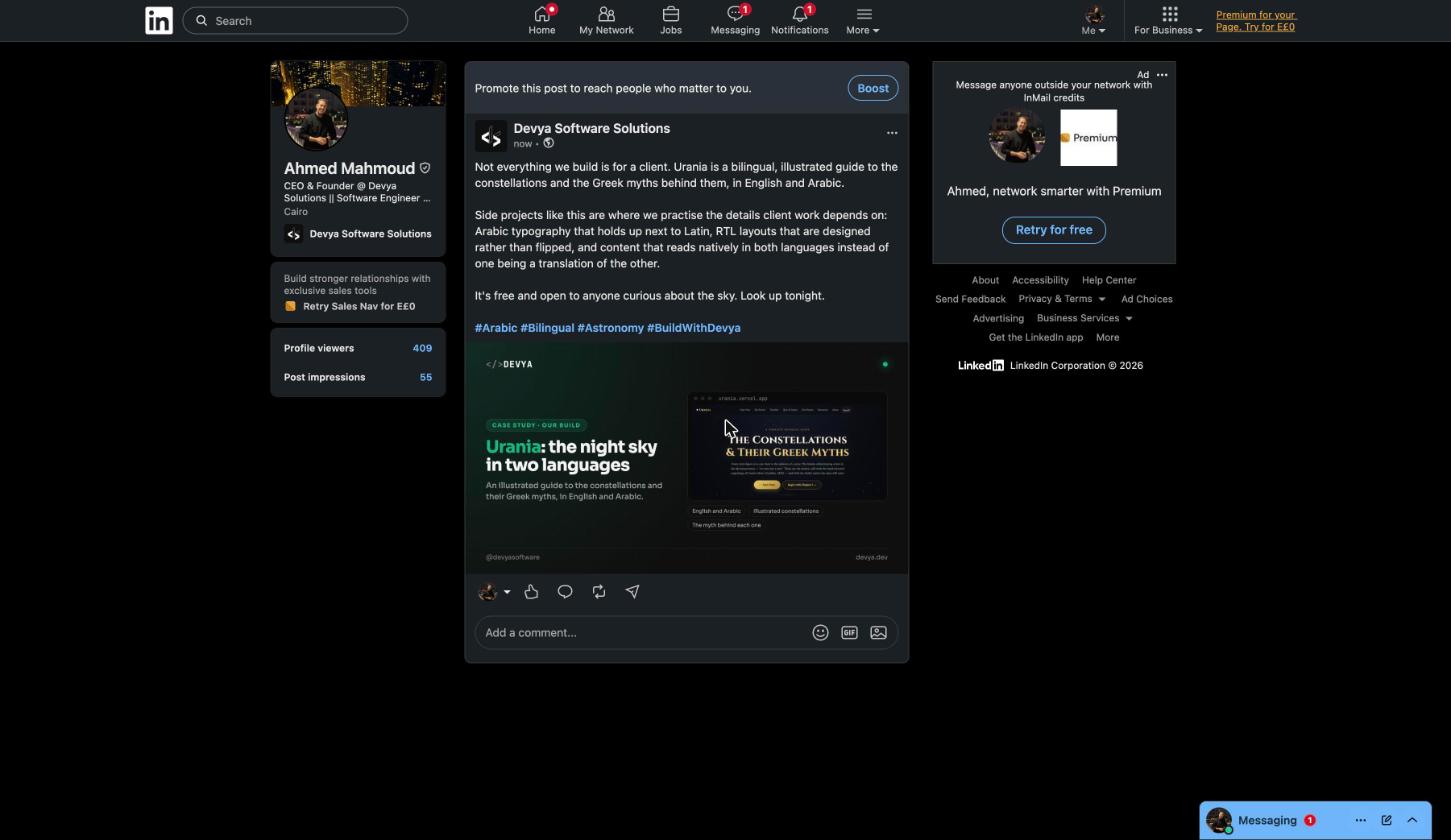 in
Search
Home
My Network
Jobs
1
Messaging
1
Notifications
More
Me
For Business
Premium for your
Page. Try for E£0
Ahmed Mahmoud
CEO & Founder @ Devya
Solutions || Software Engineer ...
Cairo
Devya Software Solutions
Build stronger relationships with
exclusive sales tools
Retry Sales Nav for E£0
Profile viewers 409
Post impressions 55
Promote this post to reach people who matter to you.
Boost
Devya Software Solutions
now •
Not everything we build is for a client. Urania is a bilingual, illustrated guide to the
constellations and the Greek myths behind them, in English and Arabic.
Side projects like this are where we practise the details client work depends on:
Arabic typography that holds up next to Latin, RTL layouts that are designed
rather than flipped, and content that reads natively in both languages instead of
one being a translation of the other.
It's free and open to anyone curious about the sky. Look up tonight.
#Arabic #Bilingual #Astronomy #BuildWithDevya
</>DEVYA
CASE STUDY · OUR BUILD
Urania: the night sky
in two languages
An illustrated guide to the constellations and
their Greek myths, in English and Arabic.
urania.vercel.app
THE CONSTELLATIONS
& THEIR GREEK MYTHS
English and Arabic
Illustrated constellations
The myth behind each one
@devyasoftware
devya.dev
Add a comment...
GIF
Ad
Message anyone outside your network with
InMail credits
Premium
Ahmed, network smarter with Premium
Retry for free
About Accessibility Help Center
Send Feedback Privacy & Terms Ad Choices
Advertising Business Services
Get the LinkedIn app More
Linkedin LinkedIn Corporation © 2026
Messaging 1